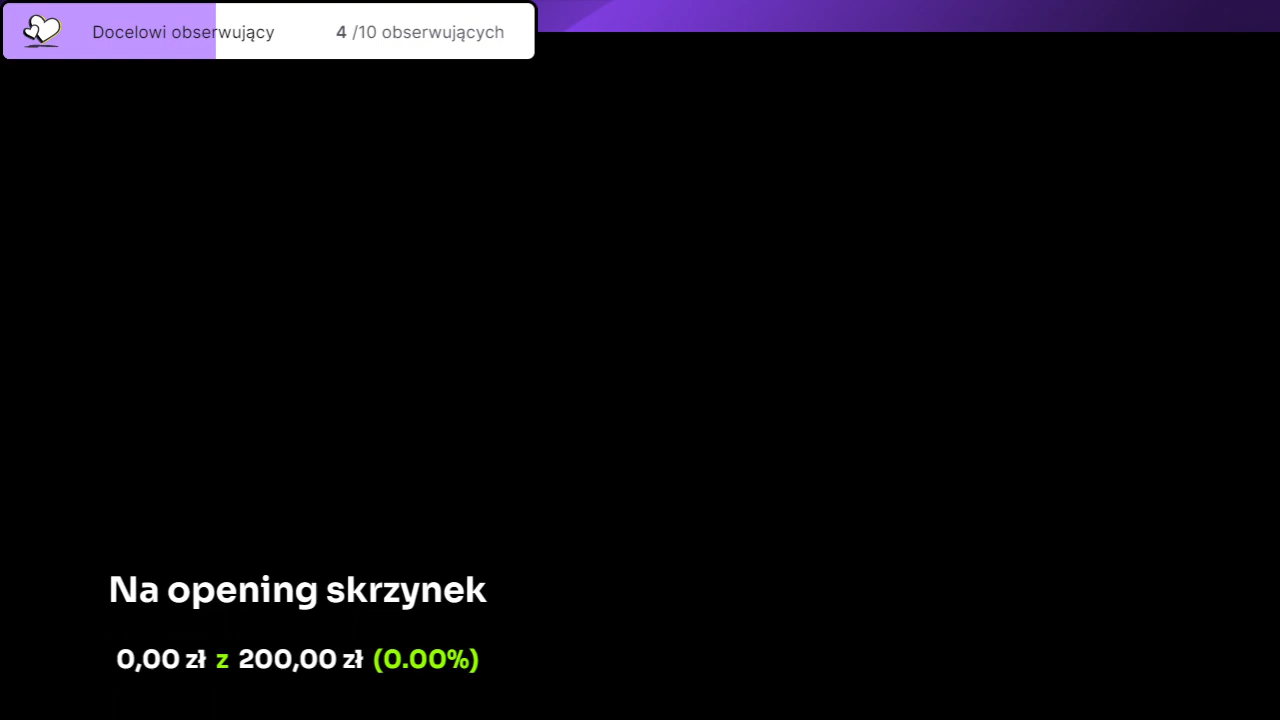 Docelowi obserwujący 4 /10 obserwujących
Na opening skrzynek
0,00 zł z 200,00 zł (0.00%)